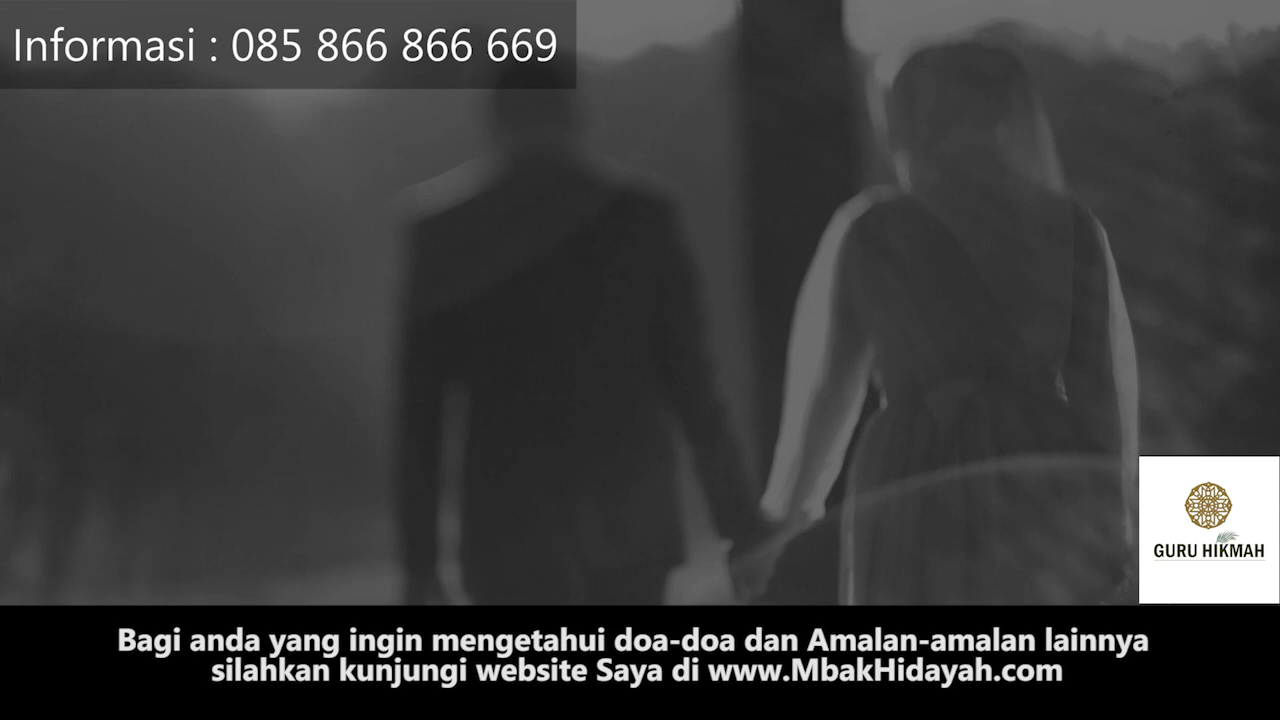 Informasi : 085 866 866 669
GURU HIKMAH
Bagi anda yang ingin mengetahui doa-doa dan Amalan-amalan lainnya
silahkan kunjungi website Saya di www.MbakHidayah.com